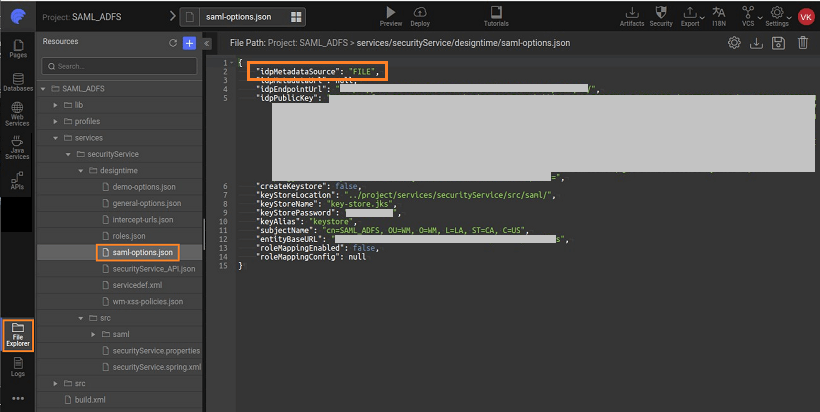 Project: SAML_ADFS
saml-options.json
Preview
Deploy
Tutorials
Artifacts
Security
Export
I18N
VCS
Settings
VK
Pages
Databases
Web
Services
Java
Services
APIs
File
Explorer
Logs
Resources
Search...
SAML_ADFS
lib
profiles
services
securityService
designtime
demo-options.json
general-options.json
intercept-urls.json
roles.json
saml-options.json
securityService_API.json
servicedef.xml
wm-xss-policies.json
src
saml
securityService.properties
securityService.spring.xml
src
build.xml
File Path: Project: SAML_ADFS > services/securityService/designtime/saml-options.json
1 {
2 "idpMetadataSource": "FILE",
3 "idpMetadataUrl": null,
4 "idpEndpointUrl": "/",
5 "idpPublicKey": "
=",
6 "createKeystore": false,
7 "keyStoreLocation": "../project/services/securityService/src/saml/",
8 "keyStoreName": "key-store.jks",
9 "keyStorePassword": "",
10 "keyAlias": "keystore",
11 "subjectName": "cn=SAML_ADFS, OU=WM, O=WM, L=LA, ST=CA, C=US",
12 "entityBaseURL": "s",
13 "roleMappingEnabled": false,
14 "roleMappingConfig": null
15 }